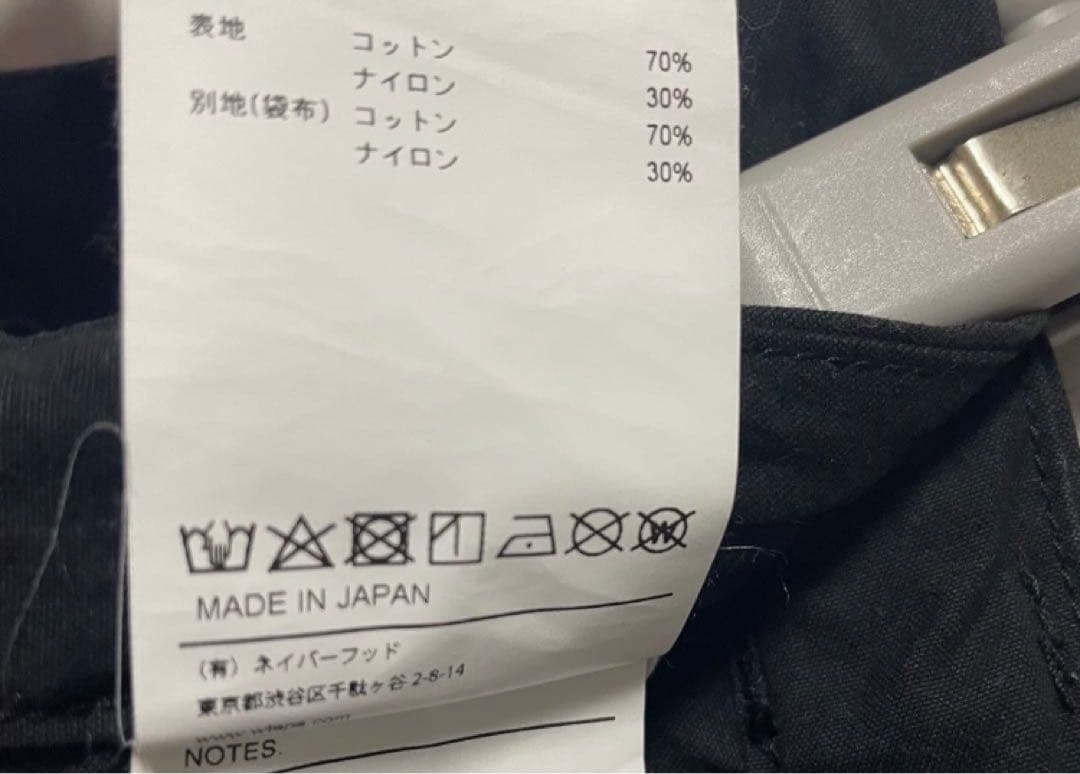 表地 コットン 70%
ナイロン 30%
別地(袋布) コットン 70%
ナイロン 30%
W
MADE IN JAPAN
(有) ネイバーフッド
東京都渋谷区千駄ヶ谷 2-8-14
NOTES.